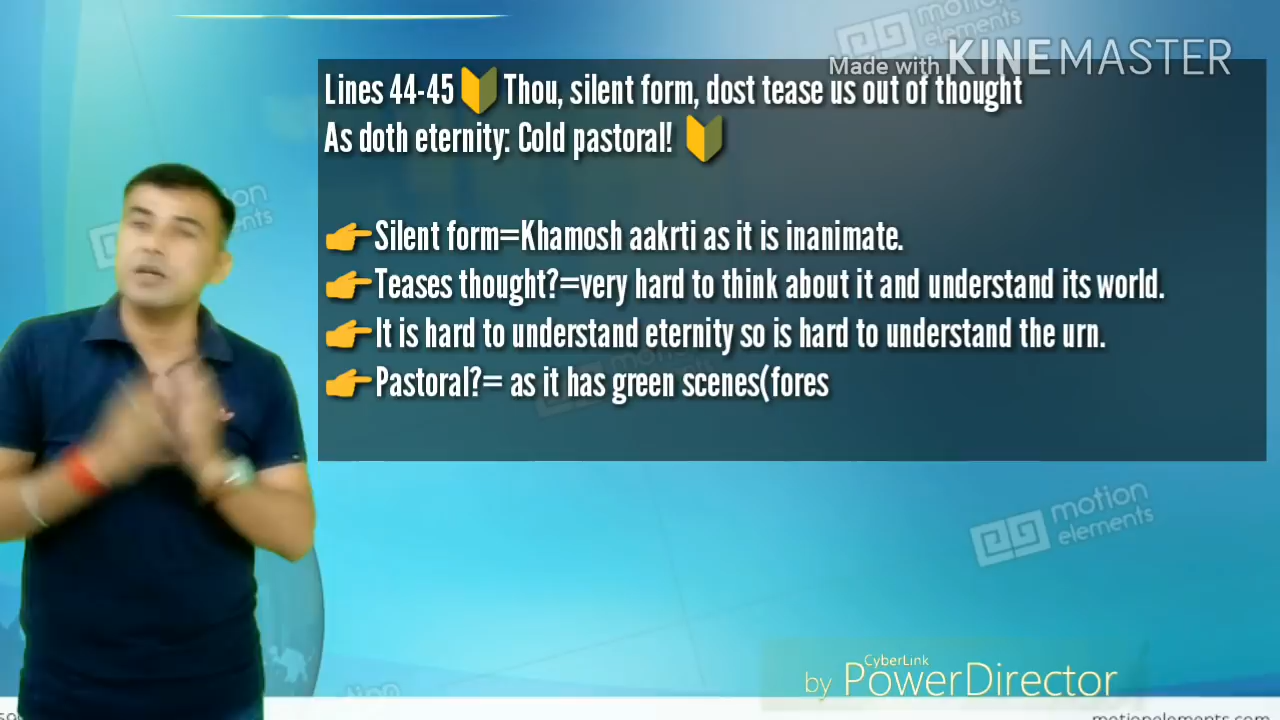 motion
elements
Made with KINEMASTER
Lines 44-45🔰Thou, silent form, dost tease us out of thought
As doth eternity: Cold pastoral! 🔰
👉Silent form=Khamosh aakrti as it is inanimate.
👉Teases thought?=very hard to think about it and understand its world.
👉It is hard to understand eternity so is hard to understand the urn.
👉Pastoral?= as it has green scenes(fores
motion
elements
CyberLink
by PowerDirector
motionelements.com